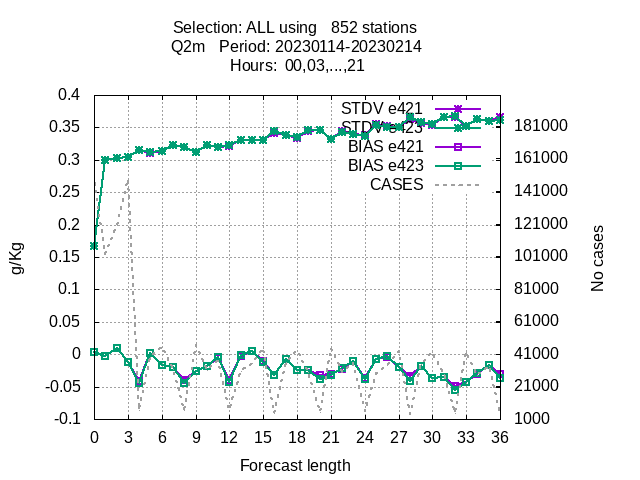 Selection: ALL using   852 stations
Q2m   Period: 20230114-20230214
Hours:  00,03,...,21
STDV e421
STDV e423
BIAS e421
BIAS e423
CASES
0.4
0.35
0.3
0.25
0.2
0.15
0.1
0.05
0
-0.05
-0.1
g/Kg
181000
161000
141000
121000
101000
81000
61000
41000
21000
1000
No cases
0 3 6 9 12 15 18 21 24 27 30 33 36
Forecast length